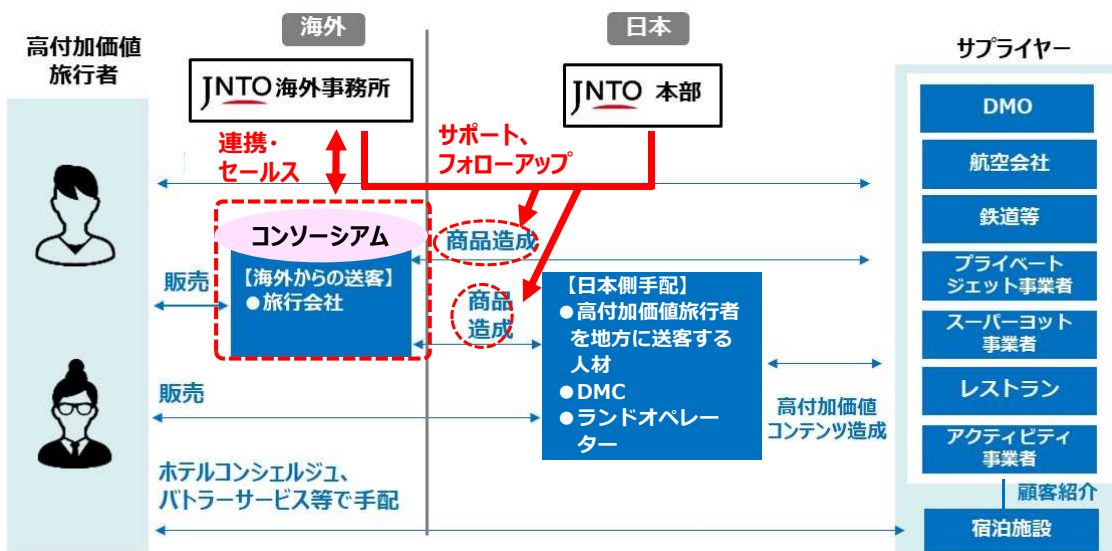 海外
日本
高付加価値
旅行者
サプライヤー
JNTO 海外事務所
JNTO 本部
連携・
セールス
サポート、
フォローアップ
コンソーシアム
【海外からの送客】
●旅行会社
販売
商品造成
商品
造成
【日本側手配】
●高付加価値旅行者
を地方に送客する
人材
●DMC
●ランドオペレー
ター
販売
高付加価値
コンテンツ造成
ホテルコンシェルジュ、
バトラーサービス等で手配
DMO
航空会社
鉄道等
プライベート
ジェット事業者
スーパーヨット
事業者
レストラン
アクティビティ
事業者
顧客紹介
宿泊施設